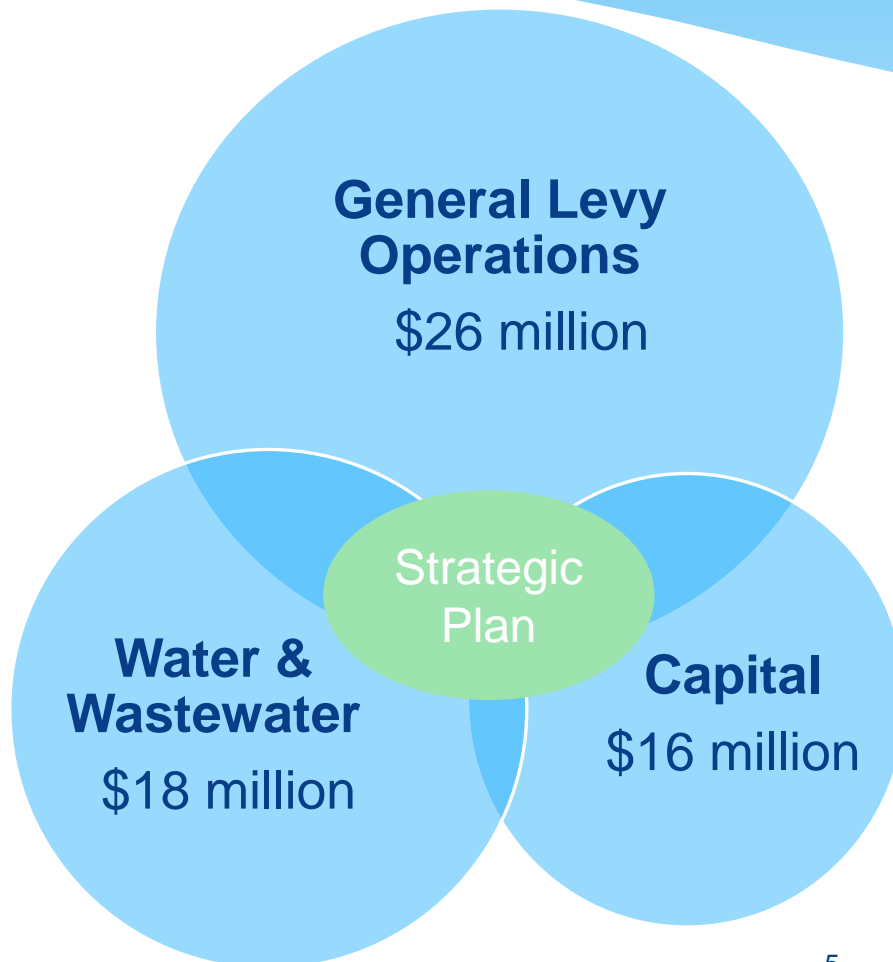 General Levy
Operations
$26 million
Strategic
Plan
Water &
Wastewater
$18 million
Capital
$16 million
5